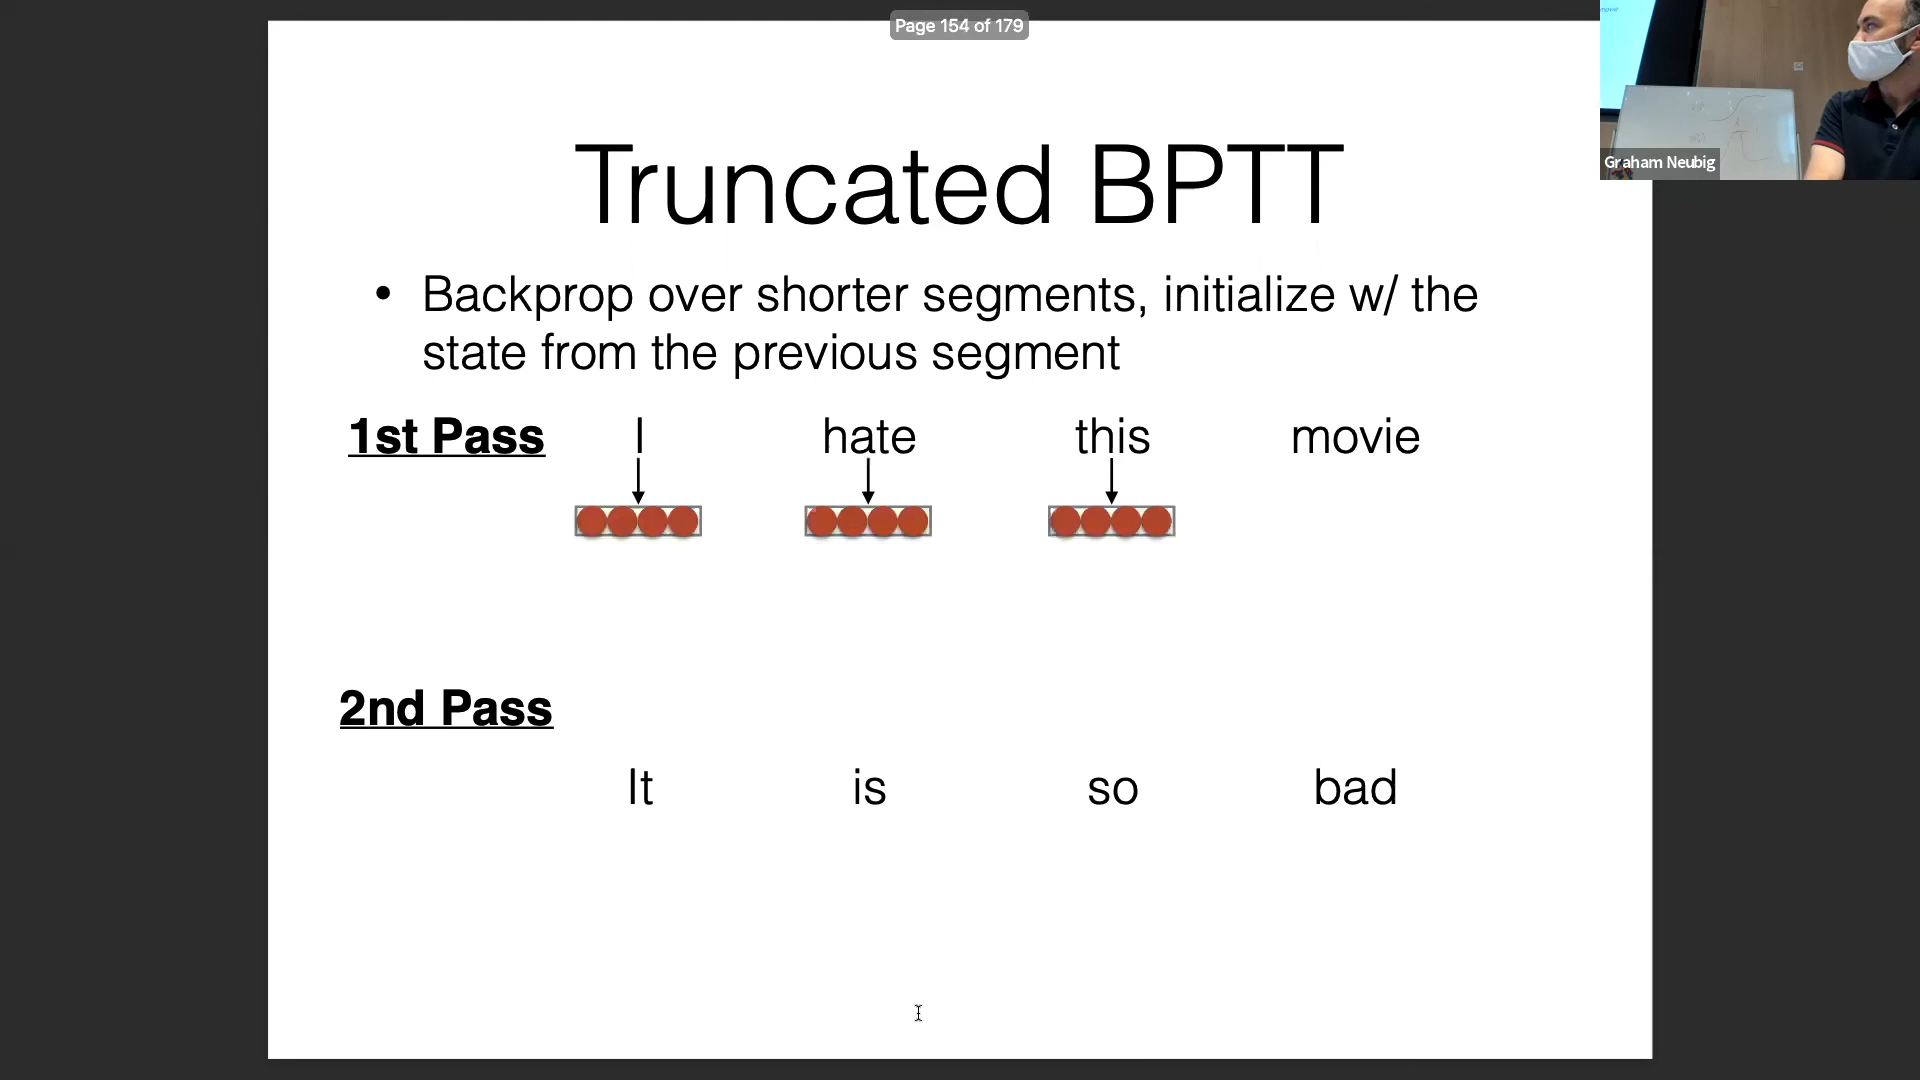 Page 154 of 179
Graham Neubig
Truncated BPTT
• Backprop over shorter segments, initialize w/ the
state from the previous segment
1st Pass I hate this movie
2nd Pass
It is so bad